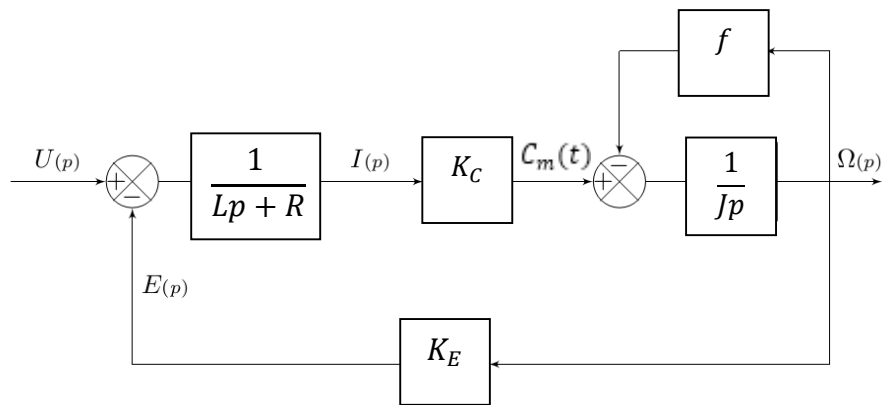 f
U(p)
+
−
1
Lp + R
I(p)
K_C
C_m(t)
+
−
1
Jp
Ω(p)
E(p)
K_E